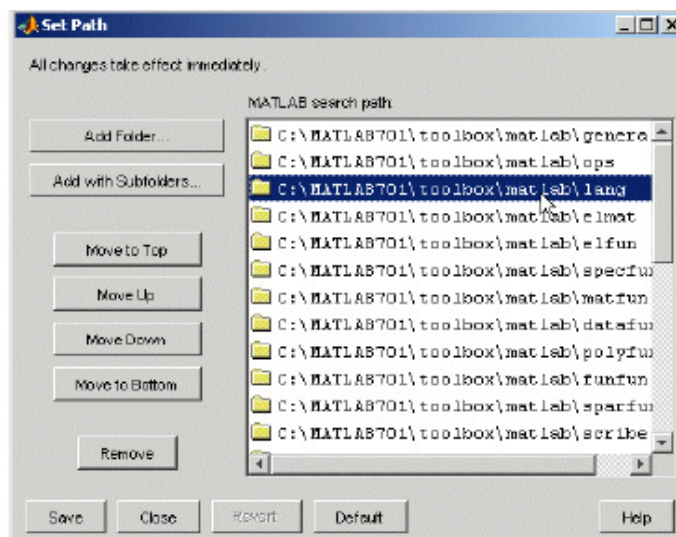 Set Path
All changes take effect immediately.
MATLAB search path:
Add Folder...
Add with Subfolders...
Move to Top
Move Up
Move Down
Move to Bottom
Remove
C:\MATLAB701\toolbox\matlab\genera
C:\MATLAB701\toolbox\matlab\ops
C:\MATLAB701\toolbox\matlab\lang
C:\MATLAB701\toolbox\matlab\elmat
C:\MATLAB701\toolbox\matlab\elfun
C:\MATLAB701\toolbox\matlab\specfun
C:\MATLAB701\toolbox\matlab\matfun
C:\MATLAB701\toolbox\matlab\datafun
C:\MATLAB701\toolbox\matlab\polyfun
C:\MATLAB701\toolbox\matlab\funfun
C:\MATLAB701\toolbox\matlab\sparfun
C:\MATLAB701\toolbox\matlab\scribe
Save Close Revert Default Help